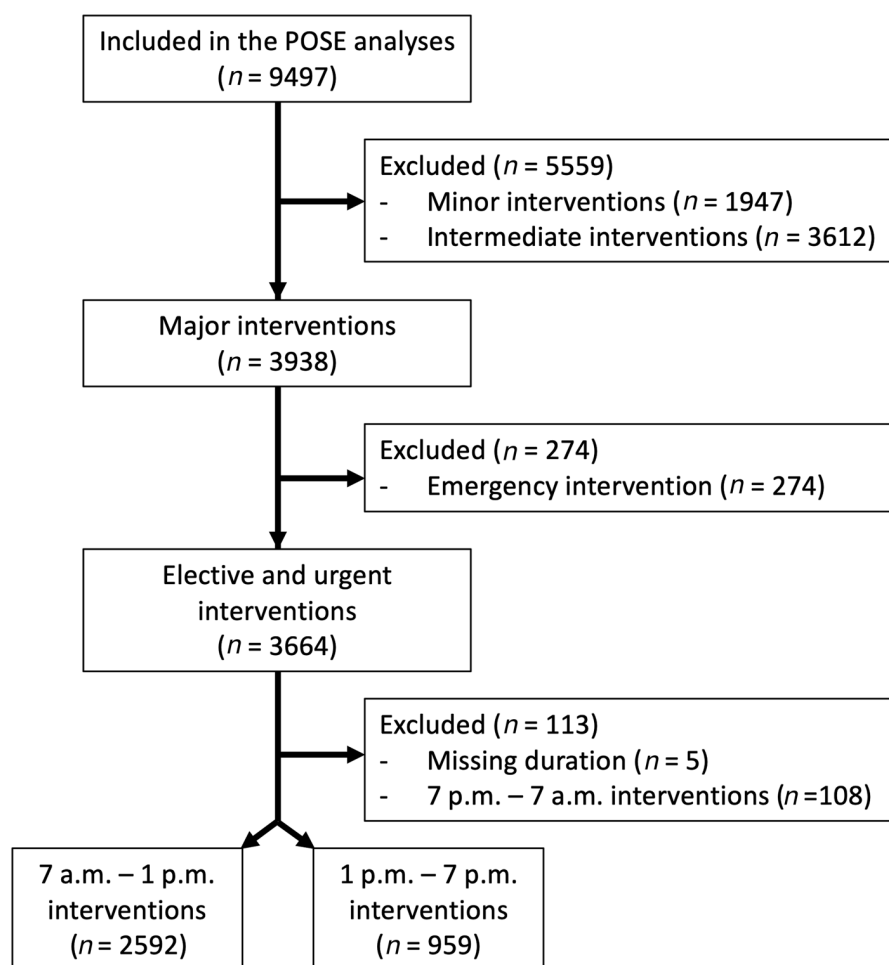 Included in the POSE analyses
(n = 9497)
Excluded (n = 5559)
- Minor interventions (n = 1947)
- Intermediate interventions (n = 3612)
Major interventions
(n = 3938)
Excluded (n = 274)
- Emergency intervention (n = 274)
Elective and urgent
interventions
(n = 3664)
Excluded (n = 113)
- Missing duration (n = 5)
- 7 p.m. – 7 a.m. interventions (n =108)
7 a.m. – 1 p.m.
interventions
(n = 2592)
1 p.m. – 7 p.m.
interventions
(n = 959)